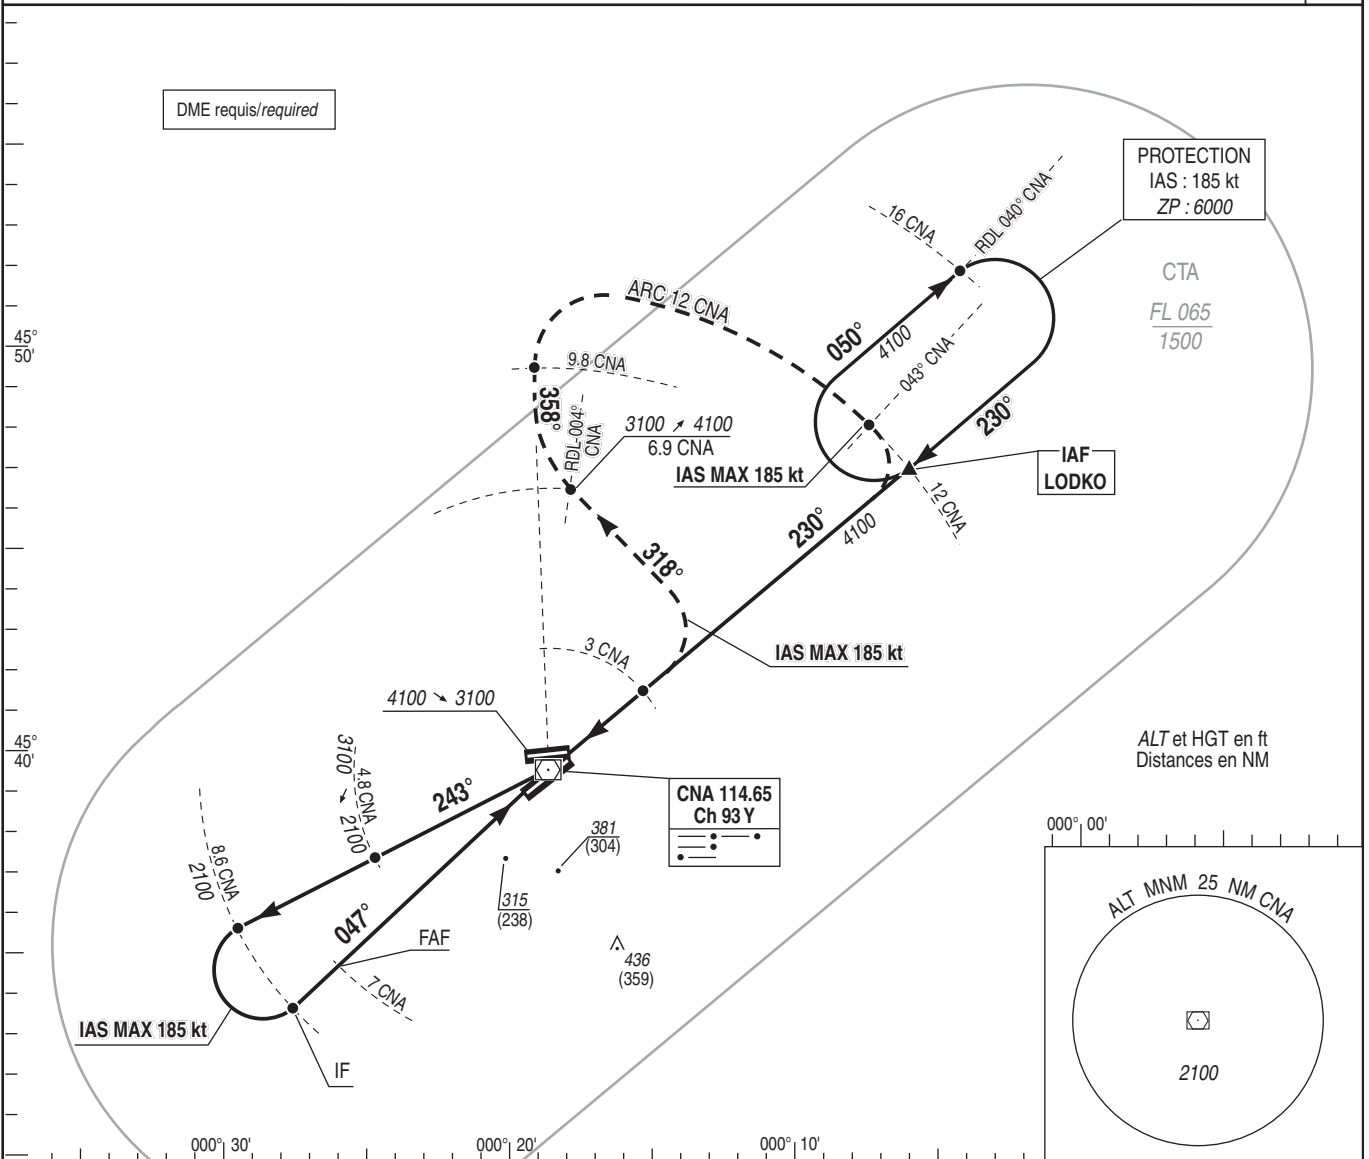 DME requis/required
PROTECTION
IAS : 185 kt
ZP : 6000
16 CNA
RDL 040° CNA
CTA
FL 065
1500
ARC 12 CNA
45°
50'
050°
4100
043° CNA
9.8 CNA
358°
RDL 004°
CNA
3100 ➚ 4100
6.9 CNA
IAS MAX 185 kt
230°
IAF
LODKO
12 CNA
230°
4100
318°
3 CNA
IAS MAX 185 kt
4100 ➘ 3100
45°
40'
ALT et HGT en ft
Distances en NM
3100 ➘ 2100
4.8 CNA
243°
CNA 114.65
Ch 93 Y
381
(304)
315
(238)
8.6 CNA
2100
047°
FAF
7 CNA
436
(359)
IAS MAX 185 kt
IF
000° 00'
ALT MNM 25 NM CNA
2100
000° 30'
000° 20'
000° 10'